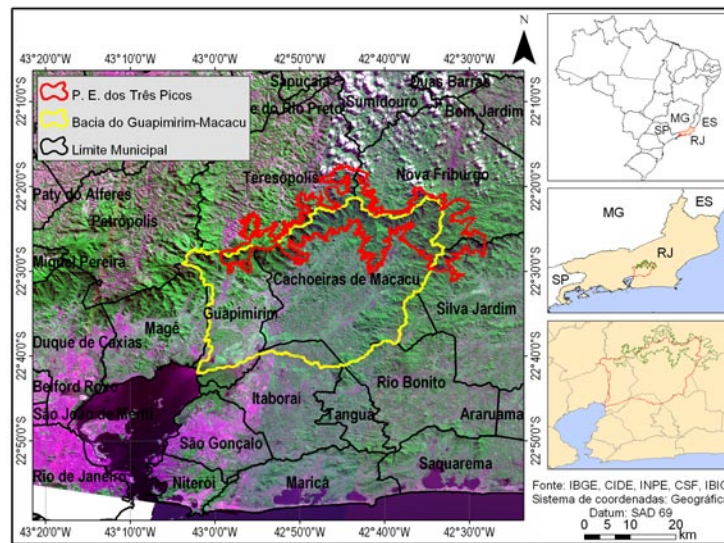 N
43°20'0"W 43°10'0"W 43°0'0"W 42°50'0"W 42°40'0"W 42°30'0"W
P. E. dos Três Picos
Bacia do Guapimirim-Macacu
Limite Municipal
Sapucaia
Duas Barras
do Rio Preto
Sumidouro
Bom Jardim
Teresópolis
Nova Friburgo
Paty do Alferes
Petrópolis
Miguel Pereira
Cachoeiras de Macacu
Guapimirim
Silva Jardim
Magé
Duque de Caxias
Belford Roxo
Rio Bonito
Itaboraí
São João de Meriti
Tanguá
Araruama
São Gonçalo
Saquarema
Rio de Janeiro
Niterói
Maricá
22°10'0"S
22°20'0"S
22°30'0"S
22°40'0"S
22°50'0"S
22°10'0"S
22°20'0"S
22°30'0"S
22°40'0"S
22°50'0"S
43°20'0"W 43°10'0"W 43°0'0"W 42°50'0"W 42°40'0"W 42°30'0"W
MG
ES
SP
RJ
MG
ES
RJ
SP
Fonte: IBGE, CIDE, INPE, CSF, IBIO
Sistema de coordenadas: Geográfica
Datum: SAD 69
0 5 10 20
km